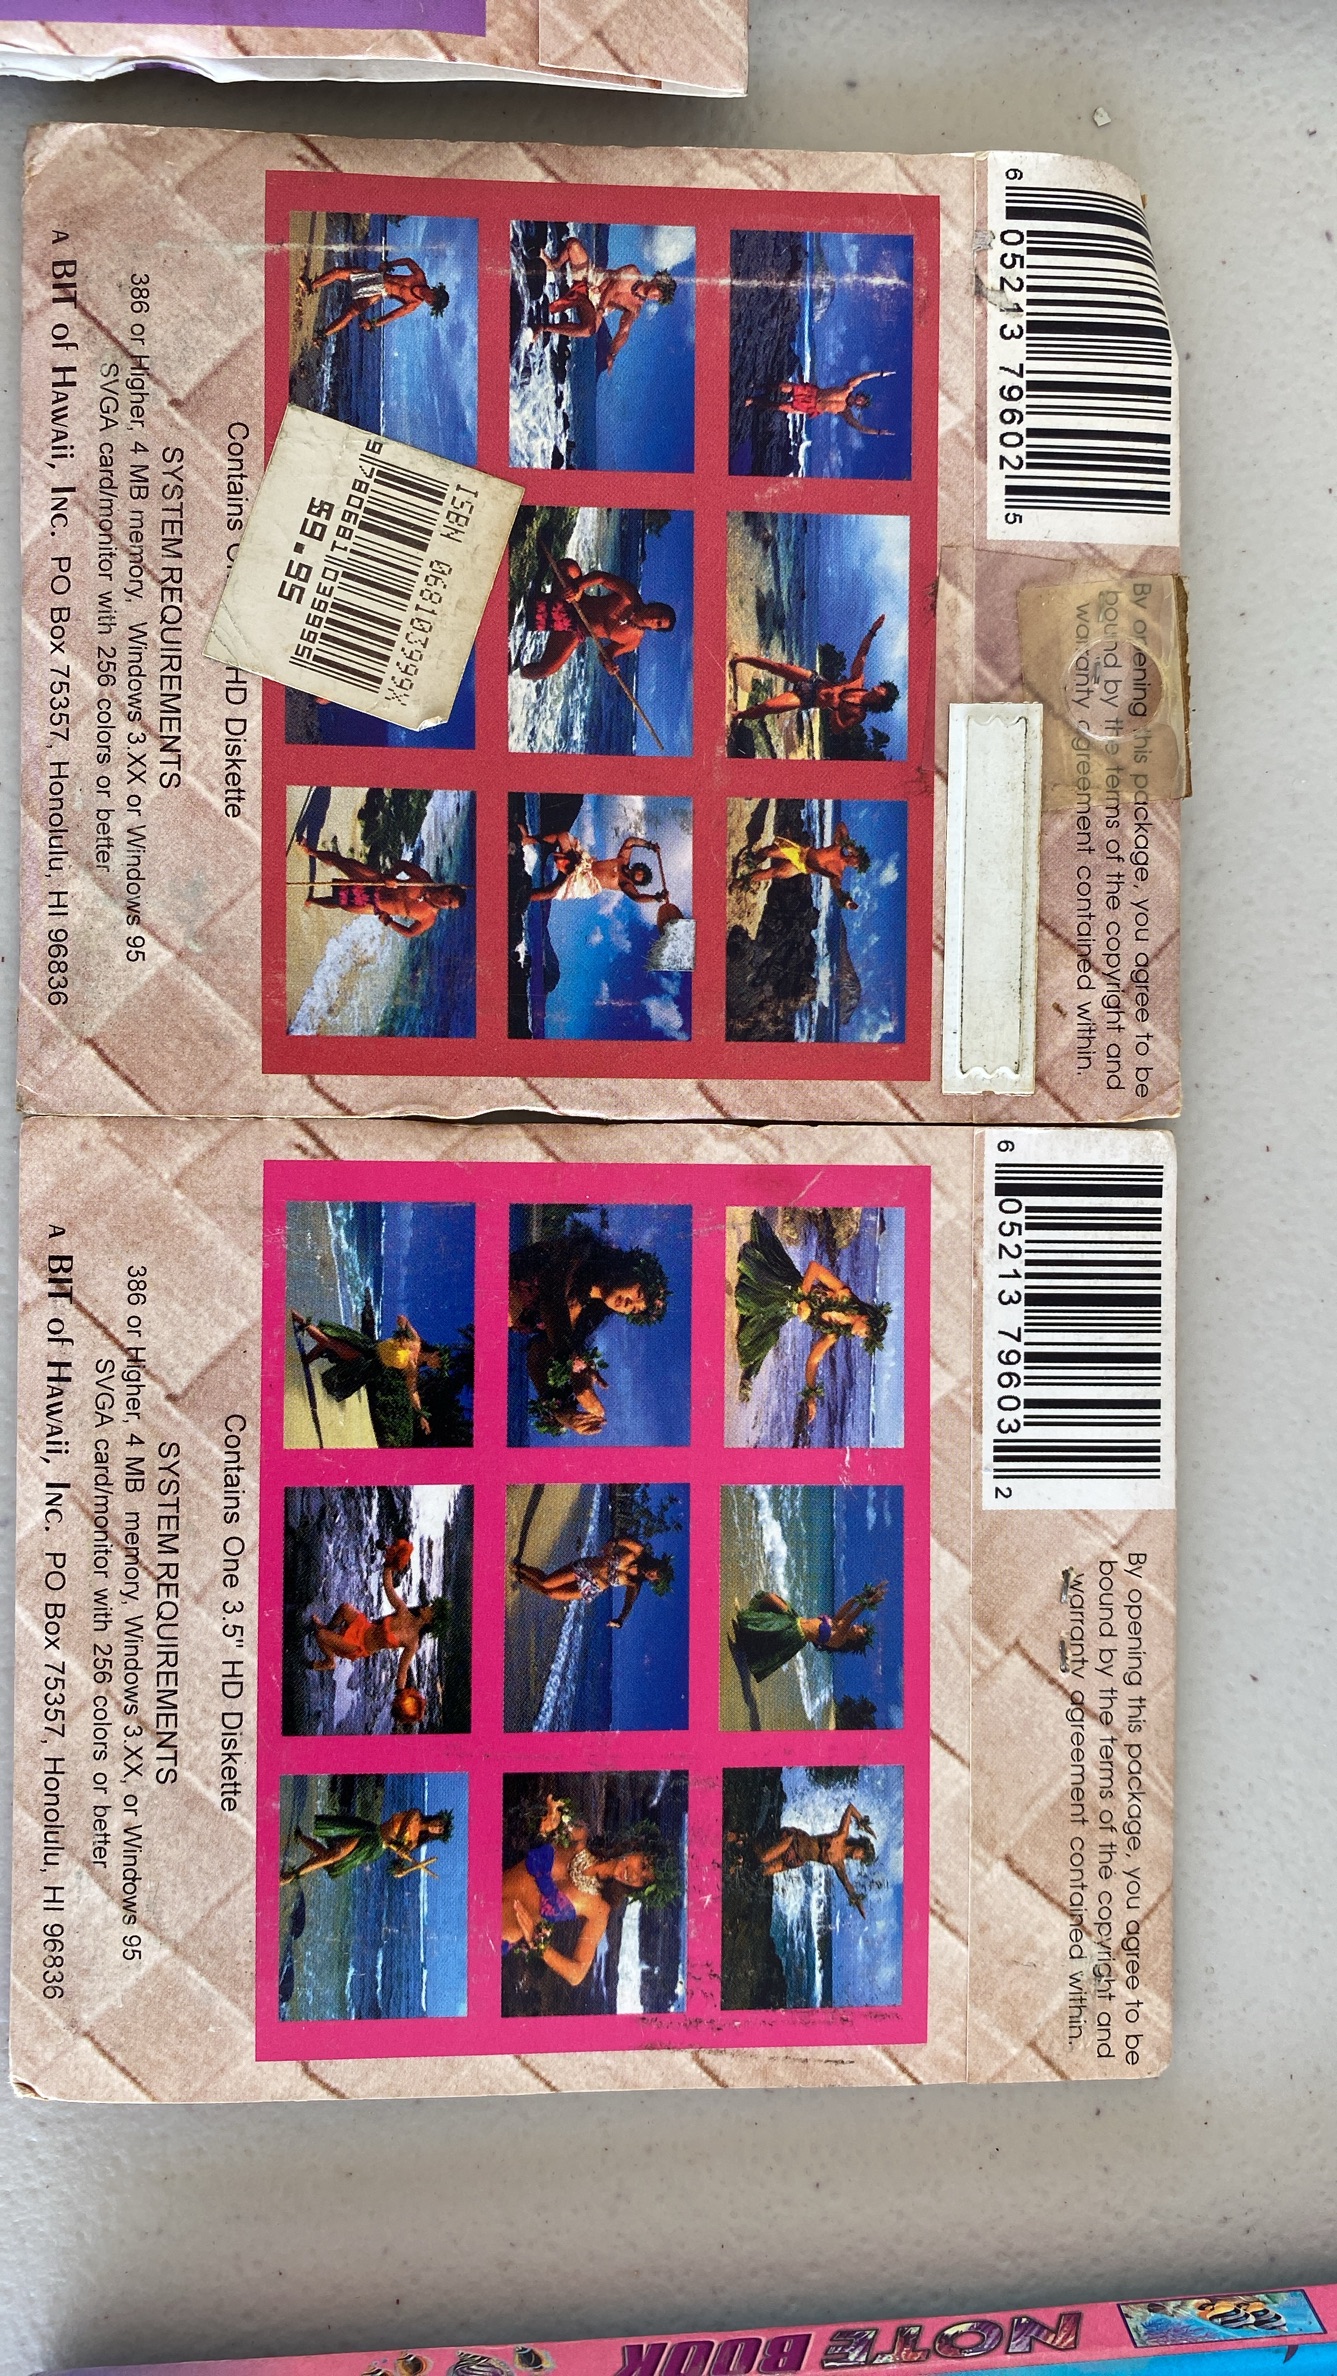 6 05213 79602 5
By opening this package, you agree to be
bound by the terms of the copyright and
warranty agreement contained within.
ISBN 068103999X
9 780681 039995
$9.95
Contains HD Diskette
SYSTEM REQUIREMENTS
386 or Higher, 4 MB memory, Windows 3.XX or Windows 95
SVGA card/monitor with 256 colors or better
A BIT of HAWAII, INC. PO Box 75357, Honolulu, HI 96836
6 05213 79603 2
By opening this package, you agree to be
bound by the terms of the copyright and
warranty agreement contained within.
Contains One 3.5" HD Diskette
SYSTEM REQUIREMENTS
386 or Higher, 4 MB memory, Windows 3.XX, or Windows 95
SVGA card/monitor with 256 colors or better
A BIT of HAWAII, INC. PO Box 75357, Honolulu, HI 96836
NOTE BOOK